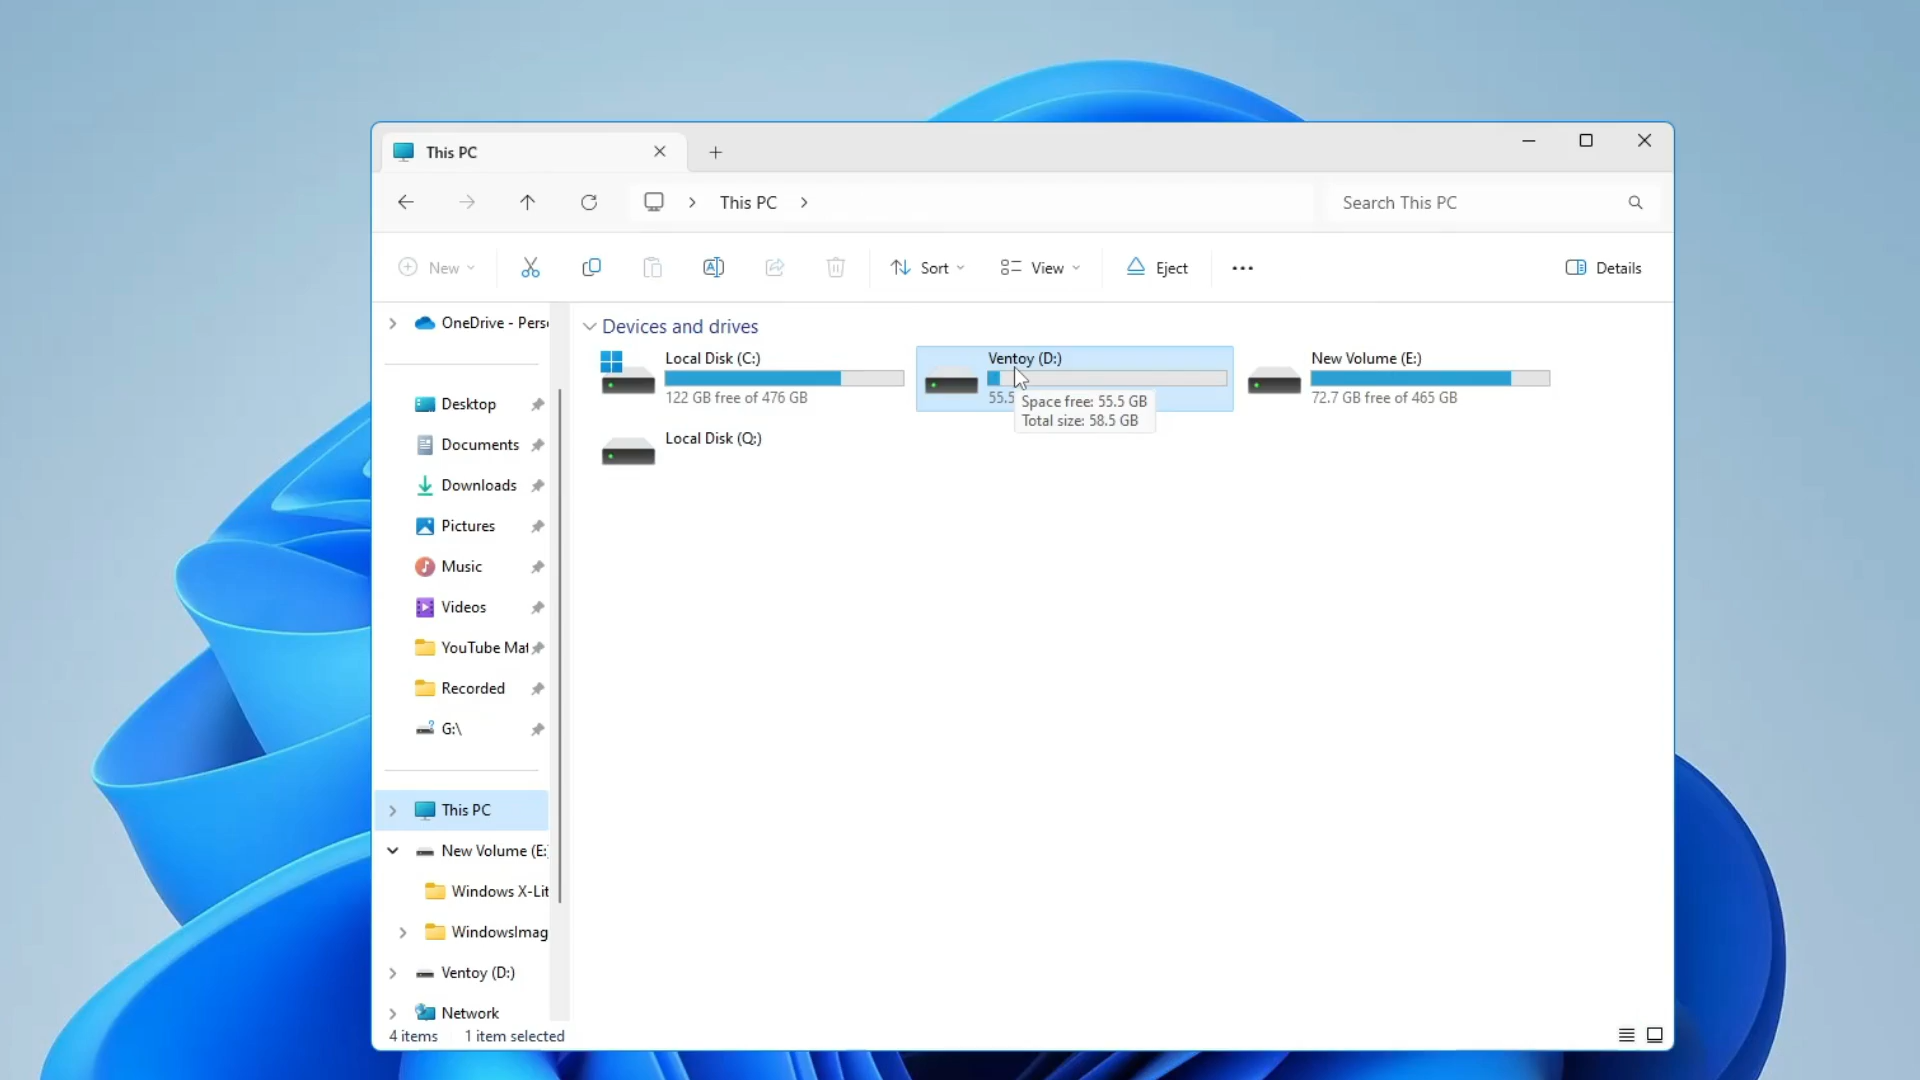 This PC
This PC
Search This PC
New
Sort
View
Eject
Details
OneDrive - Pers
Desktop
Documents
Downloads
Pictures
Music
Videos
YouTube Mat
Recorded
G:\
This PC
New Volume (E:
Windows X-Lit
WindowsImag
Ventoy (D:)
Network
Devices and drives
Local Disk (C:)
122 GB free of 476 GB
Ventoy (D:)
55.5
Space free: 55.5 GB
Total size: 58.5 GB
New Volume (E:)
72.7 GB free of 465 GB
Local Disk (Q:)
4 items
1 item selected